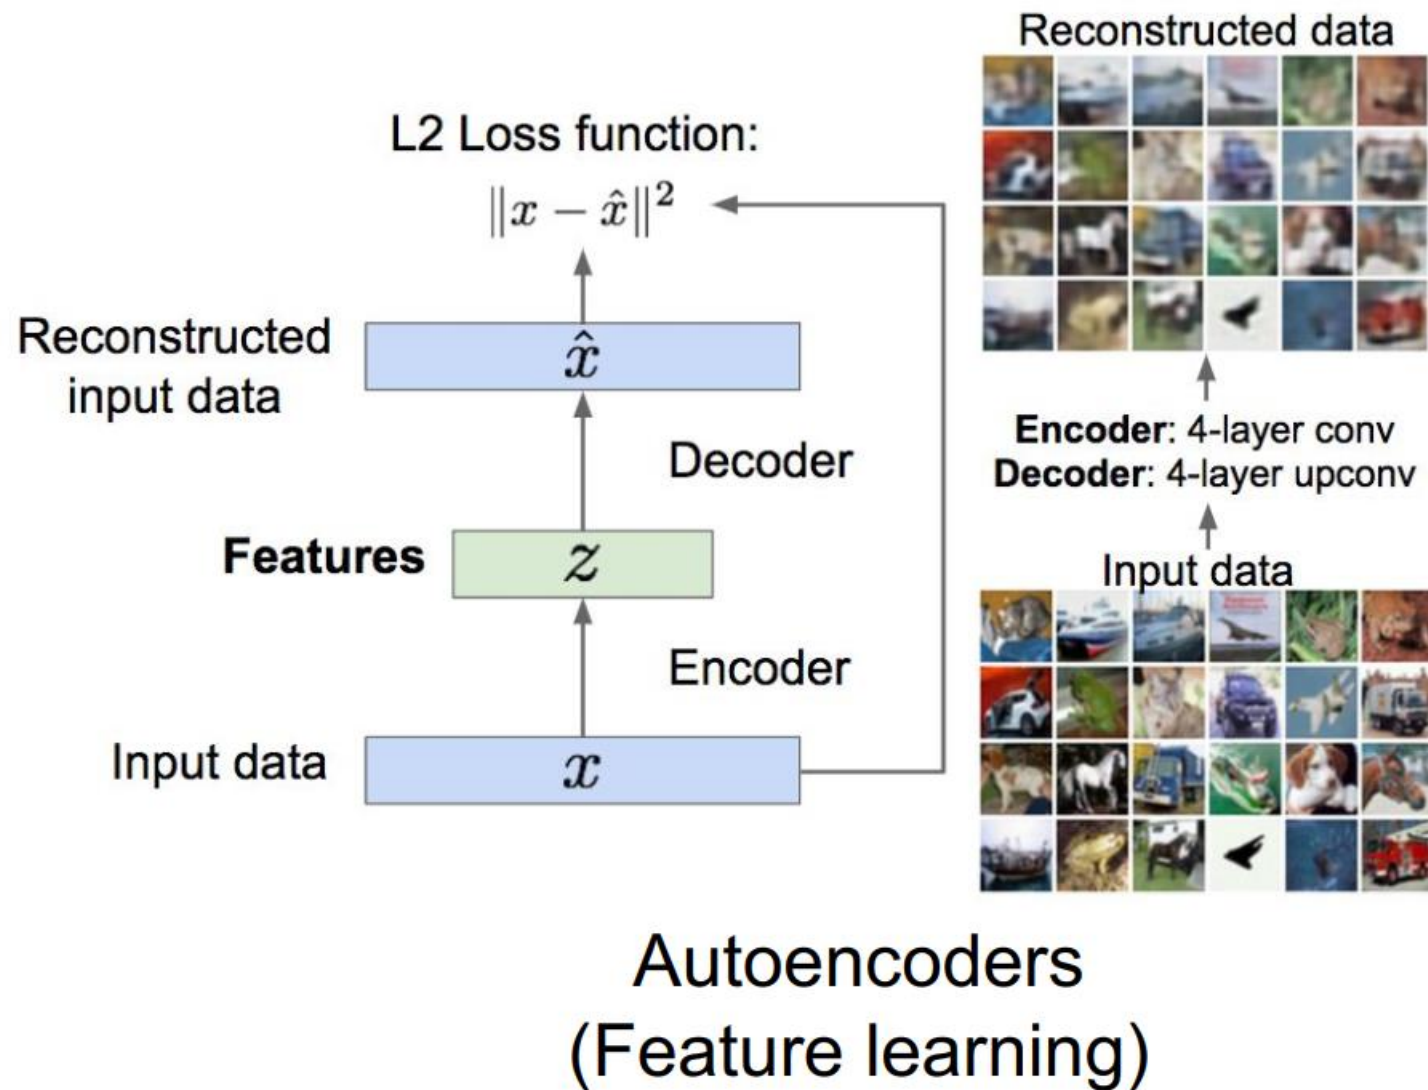 Reconstructed data
L2 Loss function:
‖x − x̂‖²
Reconstructed
input data
x̂
Decoder
Features
z
Encoder
Input data
x
Encoder: 4-layer conv
Decoder: 4-layer upconv
Input data
Autoencoders
(Feature learning)